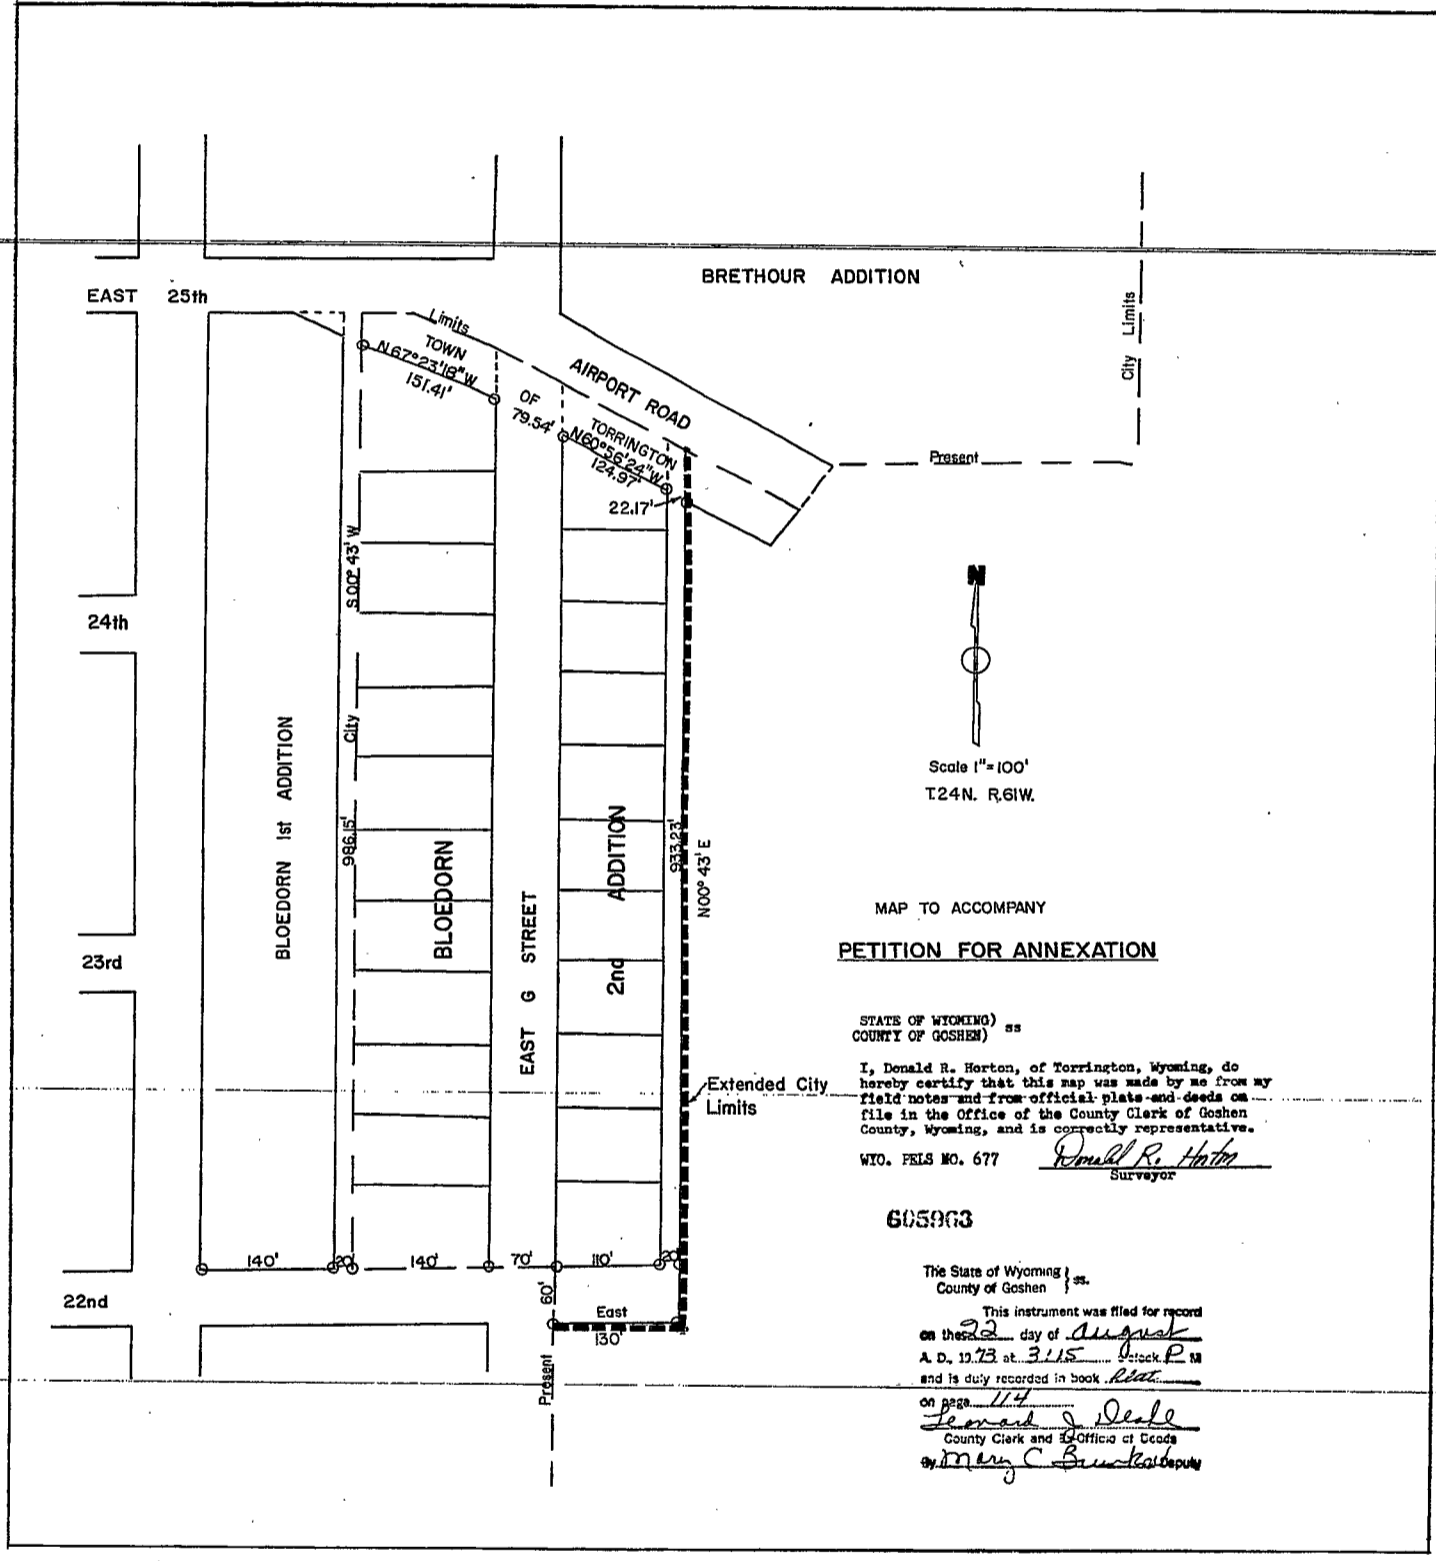 BRETHOUR ADDITION
EAST 25th
Limits
City Limits
TOWN
N 67°23'18" W
151.41'
AIRPORT ROAD
OF
79.54'
TORRINGTON
N60°56'24"W
124.97'
22.17'
Present
S 00° 43' W
24th
N
Scale 1"=100'
T.24N. R.61W.
City
BLOEDORN 1st ADDITION
986.15'
BLOEDORN
2nd ADDITION
933.23'
N00° 43' E
EAST G STREET
23rd
MAP TO ACCOMPANY
PETITION FOR ANNEXATION
STATE OF WYOMING)
COUNTY OF GOSHEN) ss
I, Donald R. Horton, of Torrington, Wyoming, do
hereby certify that this map was made by me from my
field notes and from official plats and deeds on
file in the Office of the County Clerk of Goshen
County, Wyoming, and is correctly representative.
WYO. PELS NO. 677 Donald R. Horton
Surveyor
Extended City
Limits
605963
140' 20' 140' 70' 110' 20'
60'
22nd
East
130'
Present
The State of Wyoming
County of Goshen } ss.
This instrument was filed for record
on the 22 day of August
A. D., 1973 at 3:15 o'clock P M
and is duly recorded in book Plat
on page 114
Leonard J
County Clerk and Ex-Officio of Deeds
By Mary C Deputy